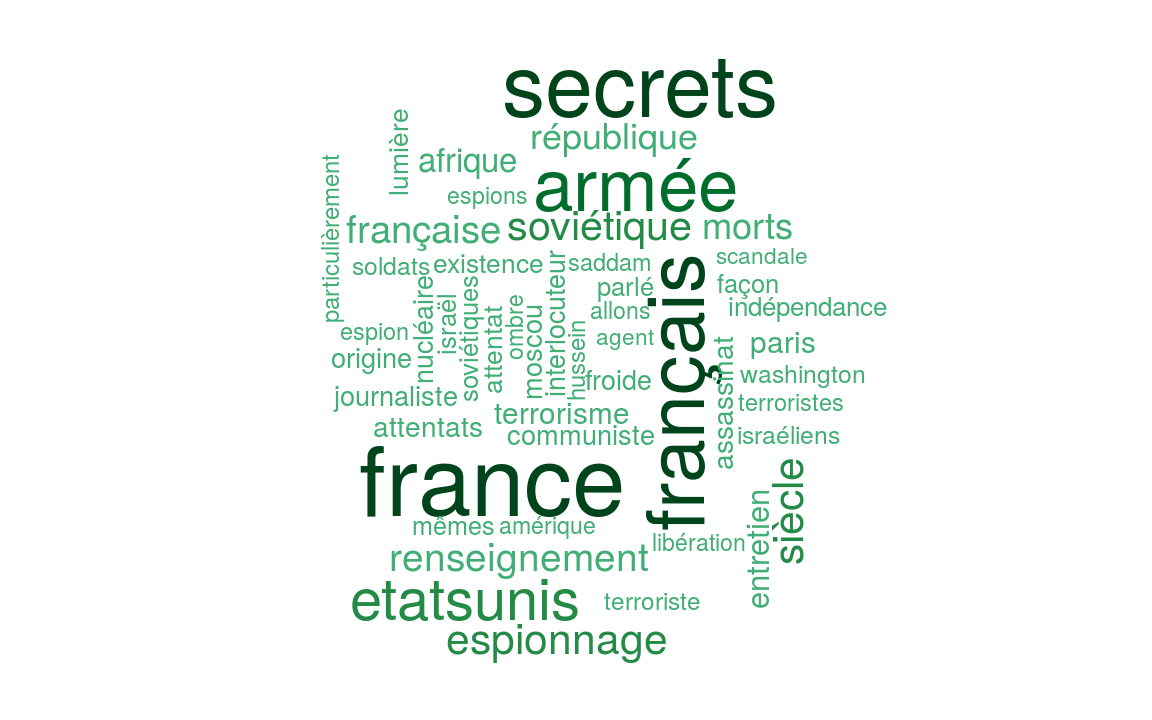 secrets
république
lumière
afrique
particulièrement
espions
armée
française
soviétique
morts
soldats
existence
saddam
scandale
parlé
façon
français
nucléaire
israël
soviétiques
attentat
ombre
moscou
interlocuteur
hussein
allons
indépendance
espion
agent
origine
paris
froide
assassinat
washington
journaliste
terroristes
terrorisme
attentats
communiste
israéliens
france
siècle
mêmes
amérique
entretien
libération
renseignement
etatsunis
terroriste
espionnage